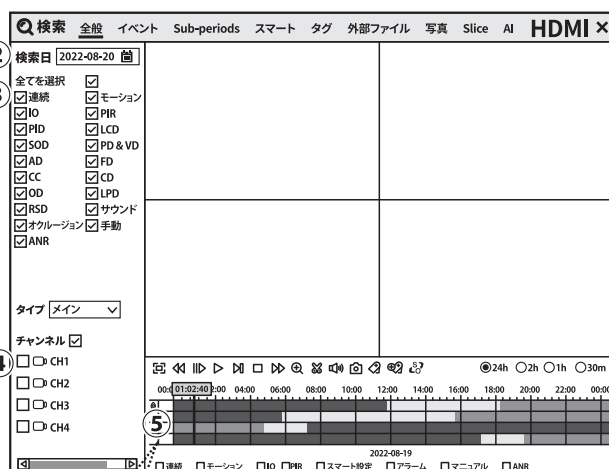 検索 全般 イベント Sub-periods スマート タグ 外部ファイル 写真 Slice AI HDMI ×
検索日 2022-08-20
全てを選択
連続 モーション
IO PIR
PID LCD
SOD PD & VD
AD FD
CC CD
OD LPD
RSD サウンド
オクルージョン 手動
ANR
タイプ メイン
チャンネル
CH1
CH2
CH3
CH4
24h 2h 1h 30m
01:02:40 04:00 06:00 08:00 10:00 12:00 14:00 16:00 18:00 20:00 22:00 00:00
5
2022-08-19
連続 モーション IO PIR スマート設定 アラーム マニュアル ANR